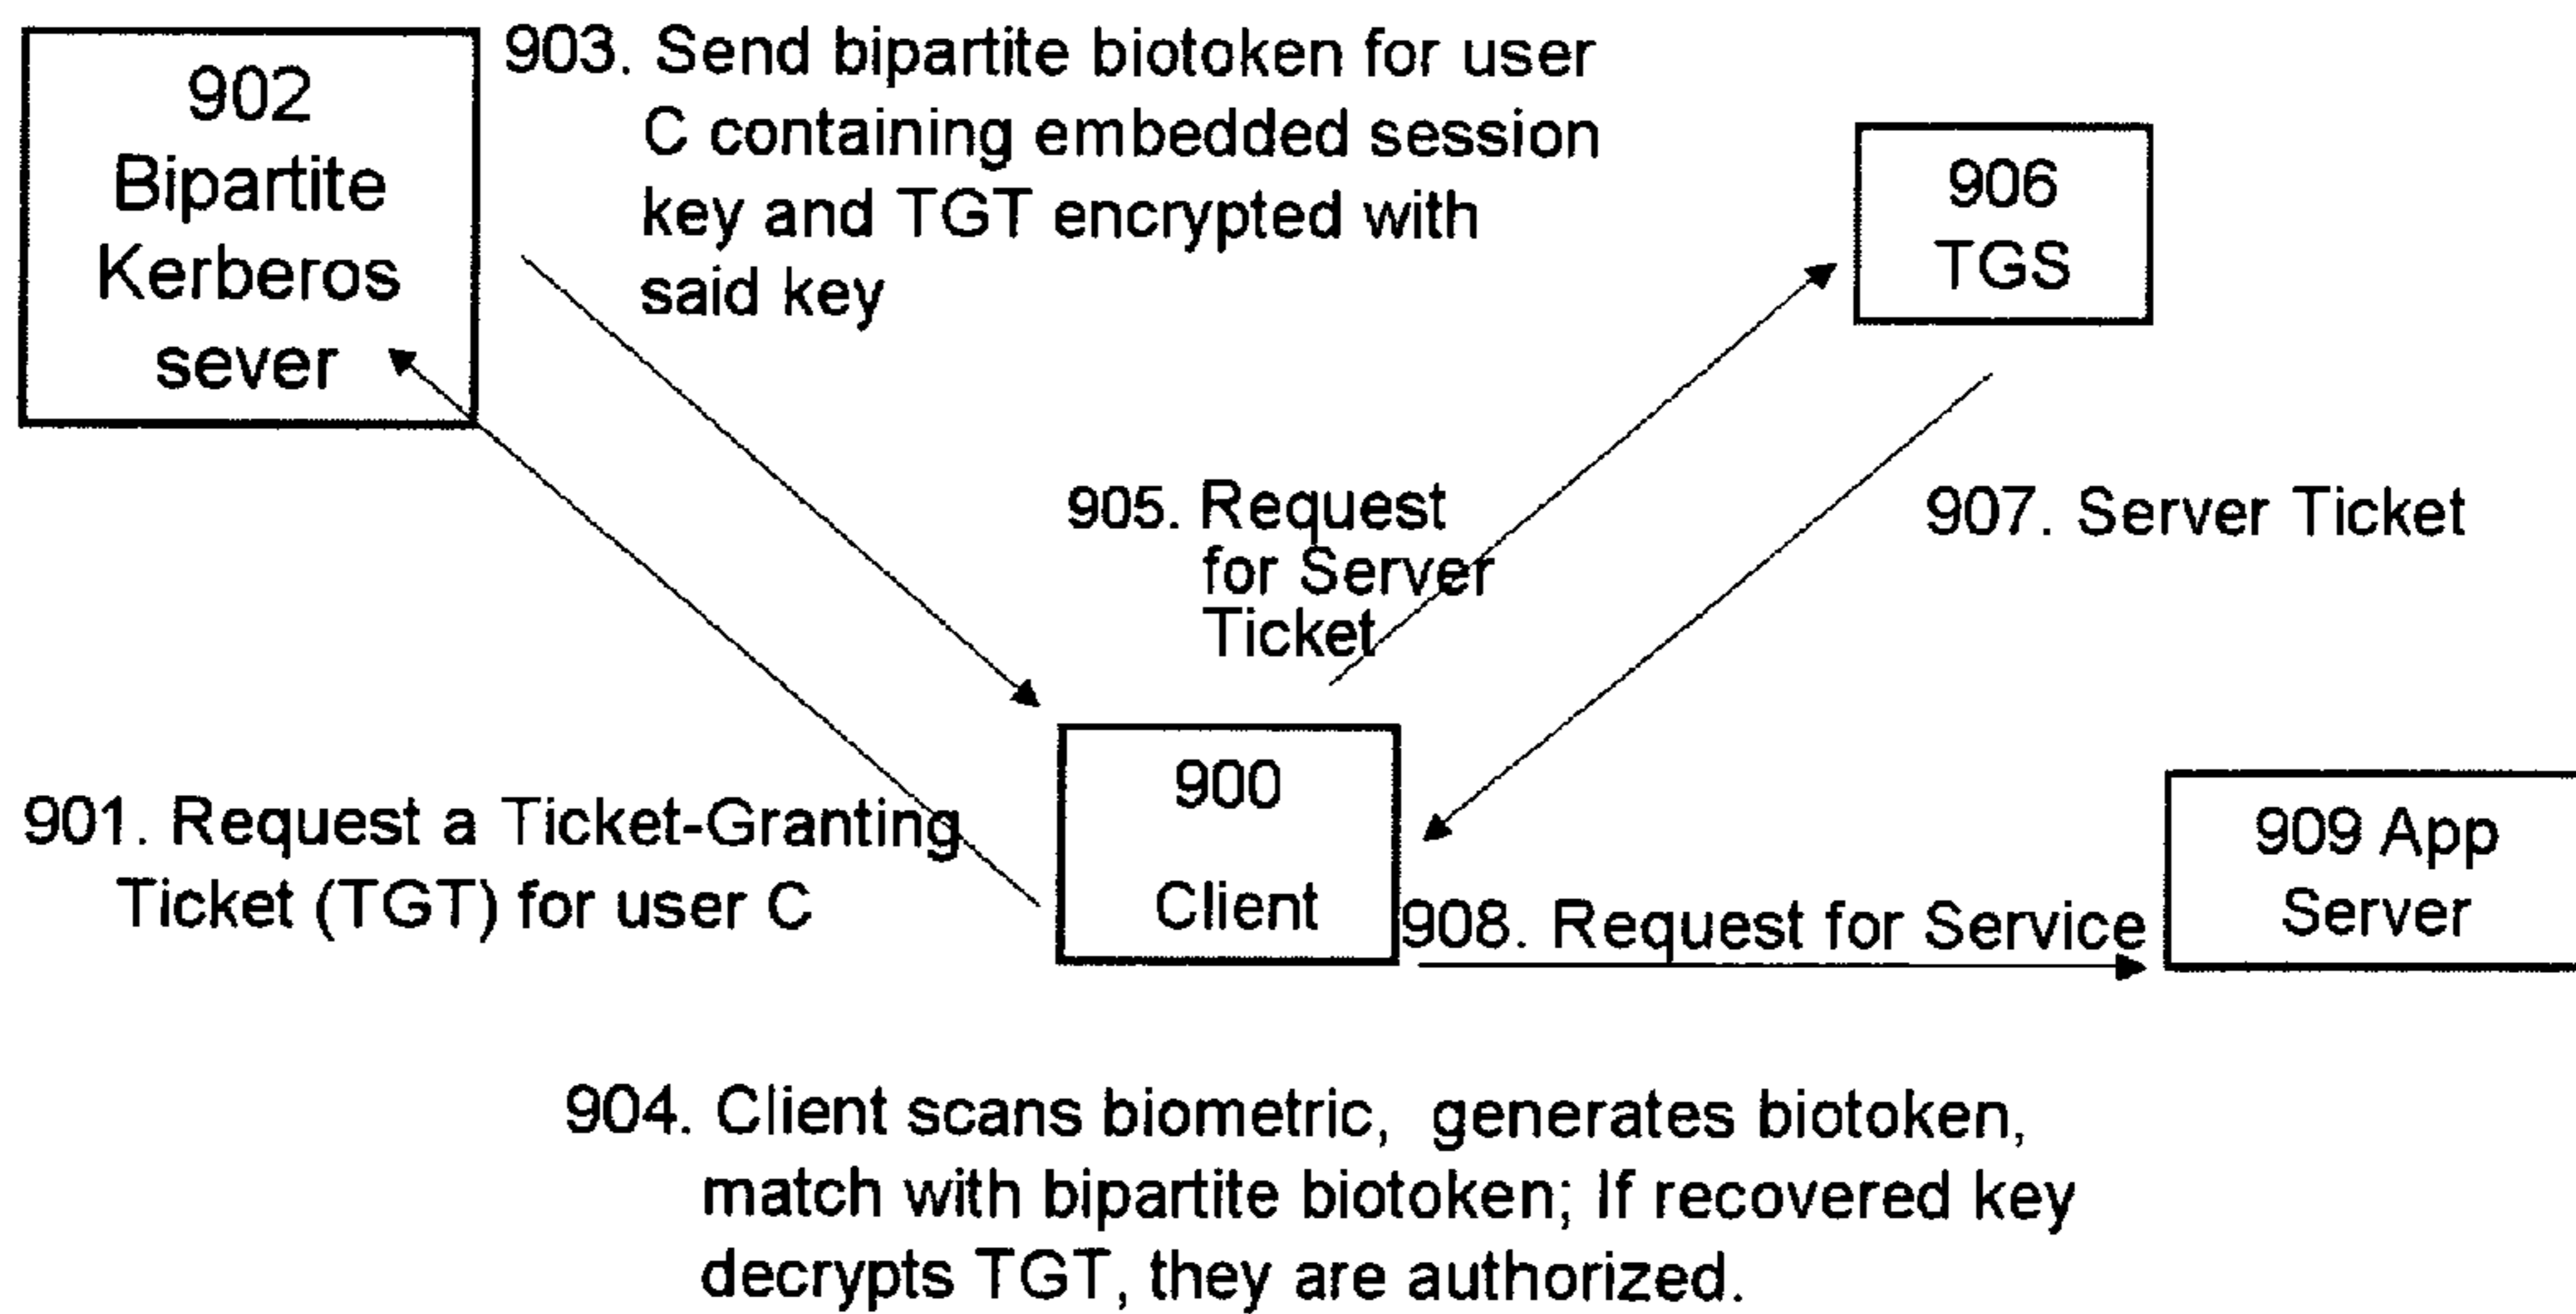 902
Bipartite
Kerberos
sever
903. Send bipartite biotoken for user
C containing embedded session
key and TGT encrypted with
said key
906
TGS
905. Request
for Server
Ticket
907. Server Ticket
901. Request a Ticket-Granting
Ticket (TGT) for user C
900
Client
908. Request for Service
909 App
Server
904. Client scans biometric, generates biotoken,
match with bipartite biotoken; If recovered key
decrypts TGT, they are authorized.